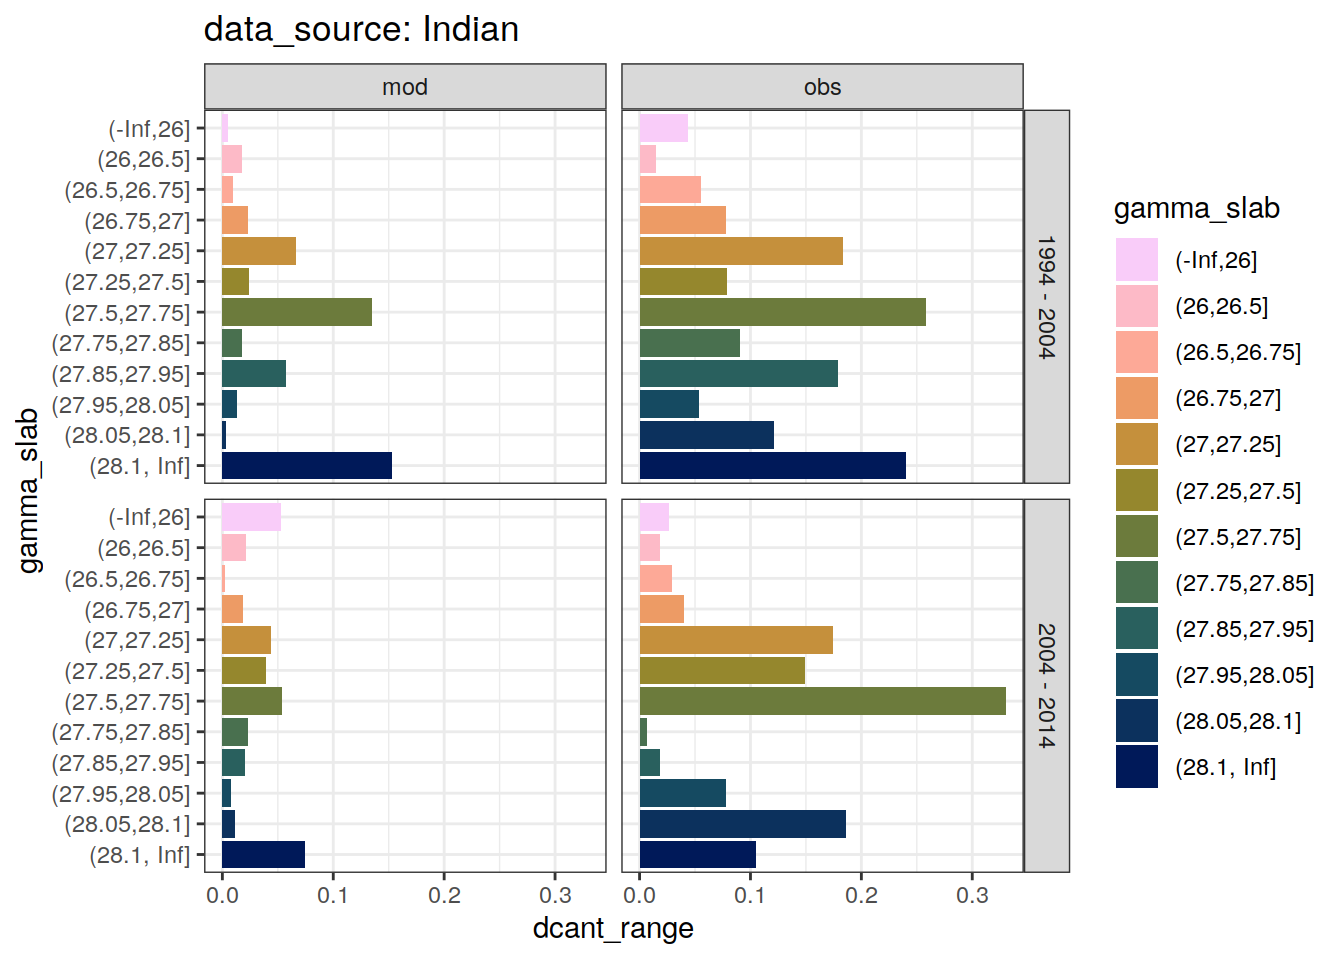 data_source: Indian
mod
obs
gamma_slab
(-Inf,26]
(26,26.5]
(26.5,26.75]
(26.75,27]
(27,27.25]
(27.25,27.5]
(27.5,27.75]
(27.75,27.85]
(27.85,27.95]
(27.95,28.05]
(28.05,28.1]
(28.1, Inf]
1994 - 2004
(-Inf,26]
(26,26.5]
(26.5,26.75]
(26.75,27]
(27,27.25]
(27.25,27.5]
(27.5,27.75]
(27.75,27.85]
(27.85,27.95]
(27.95,28.05]
(28.05,28.1]
(28.1, Inf]
2004 - 2014
0.0 0.1 0.2 0.3
0.0 0.1 0.2 0.3
dcant_range
gamma_slab
(-Inf,26]
(26,26.5]
(26.5,26.75]
(26.75,27]
(27,27.25]
(27.25,27.5]
(27.5,27.75]
(27.75,27.85]
(27.85,27.95]
(27.95,28.05]
(28.05,28.1]
(28.1, Inf]